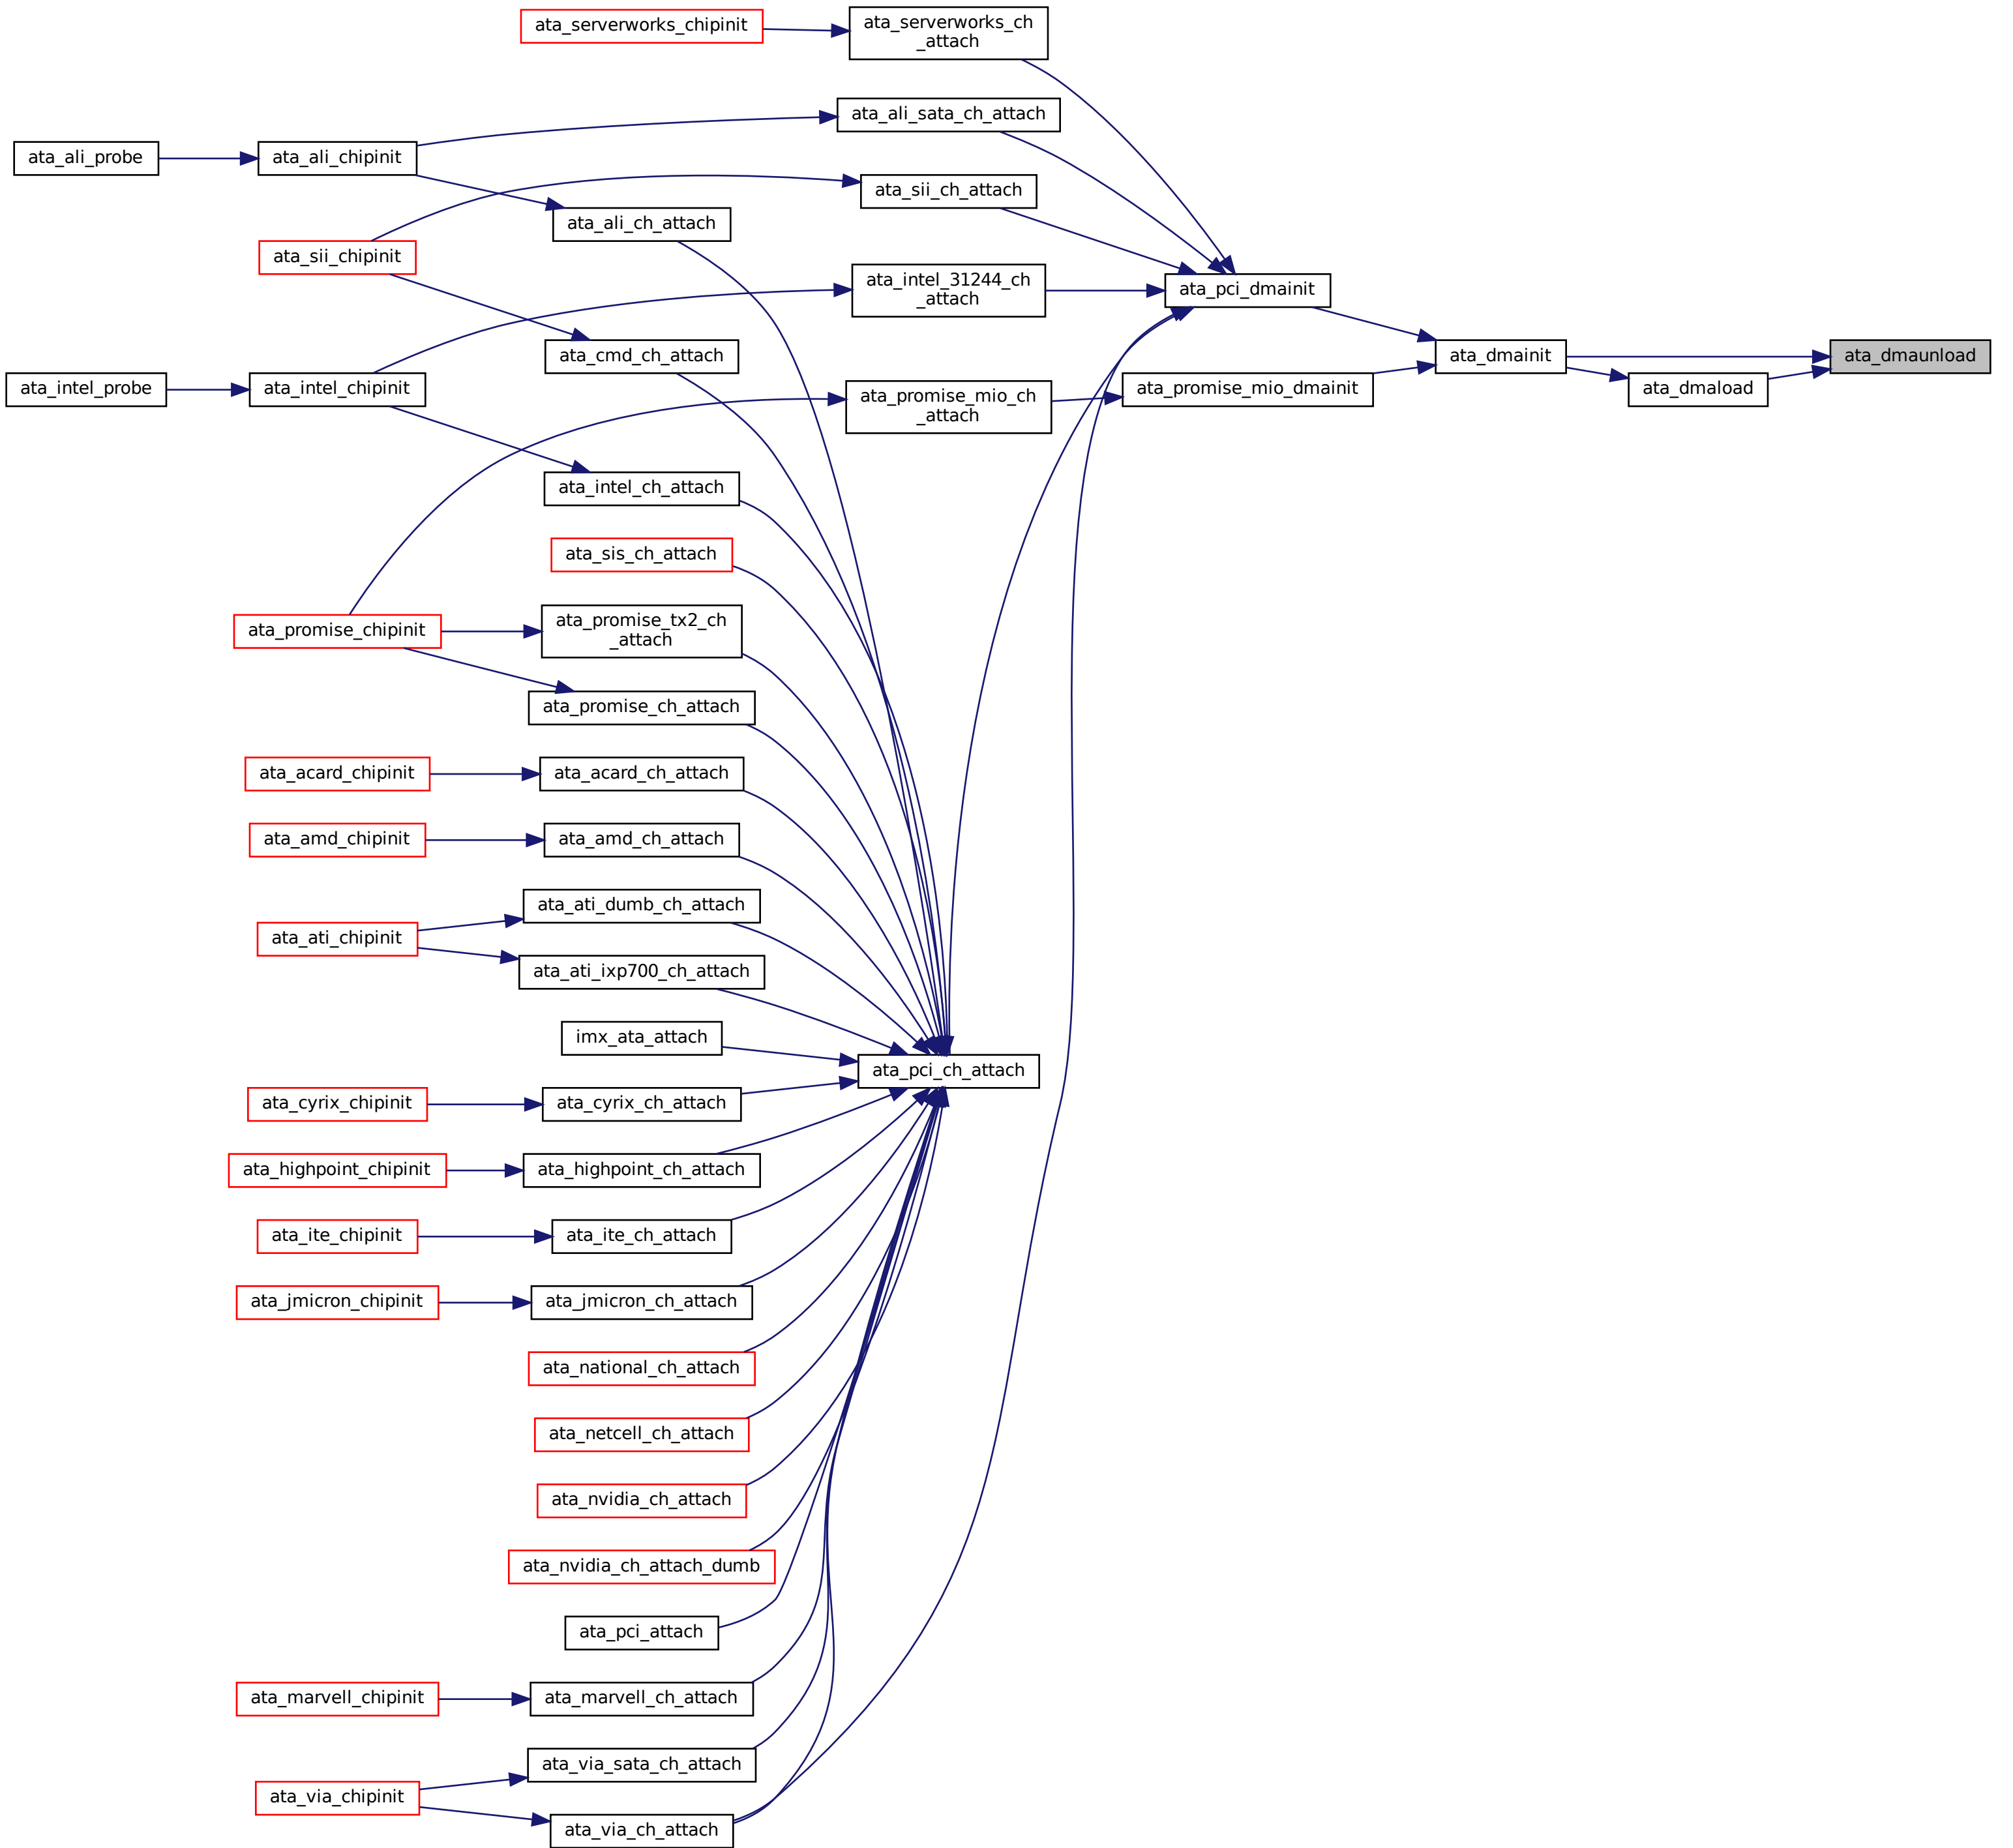 ata_serverworks_chipinit
ata_serverworks_ch
_attach
ata_ali_sata_ch_attach
ata_ali_probe
ata_ali_chipinit
ata_sii_ch_attach
ata_ali_ch_attach
ata_sii_chipinit
ata_intel_31244_ch
_attach
ata_pci_dmainit
ata_cmd_ch_attach
ata_dmainit
ata_dmaunload
ata_intel_probe
ata_intel_chipinit
ata_promise_mio_ch
_attach
ata_promise_mio_dmainit
ata_dmaload
ata_intel_ch_attach
ata_sis_ch_attach
ata_promise_chipinit
ata_promise_tx2_ch
_attach
ata_promise_ch_attach
ata_acard_chipinit
ata_acard_ch_attach
ata_amd_chipinit
ata_amd_ch_attach
ata_ati_dumb_ch_attach
ata_ati_chipinit
ata_ati_ixp700_ch_attach
imx_ata_attach
ata_pci_ch_attach
ata_cyrix_chipinit
ata_cyrix_ch_attach
ata_highpoint_chipinit
ata_highpoint_ch_attach
ata_ite_chipinit
ata_ite_ch_attach
ata_jmicron_chipinit
ata_jmicron_ch_attach
ata_national_ch_attach
ata_netcell_ch_attach
ata_nvidia_ch_attach
ata_nvidia_ch_attach_dumb
ata_pci_attach
ata_marvell_chipinit
ata_marvell_ch_attach
ata_via_sata_ch_attach
ata_via_chipinit
ata_via_ch_attach